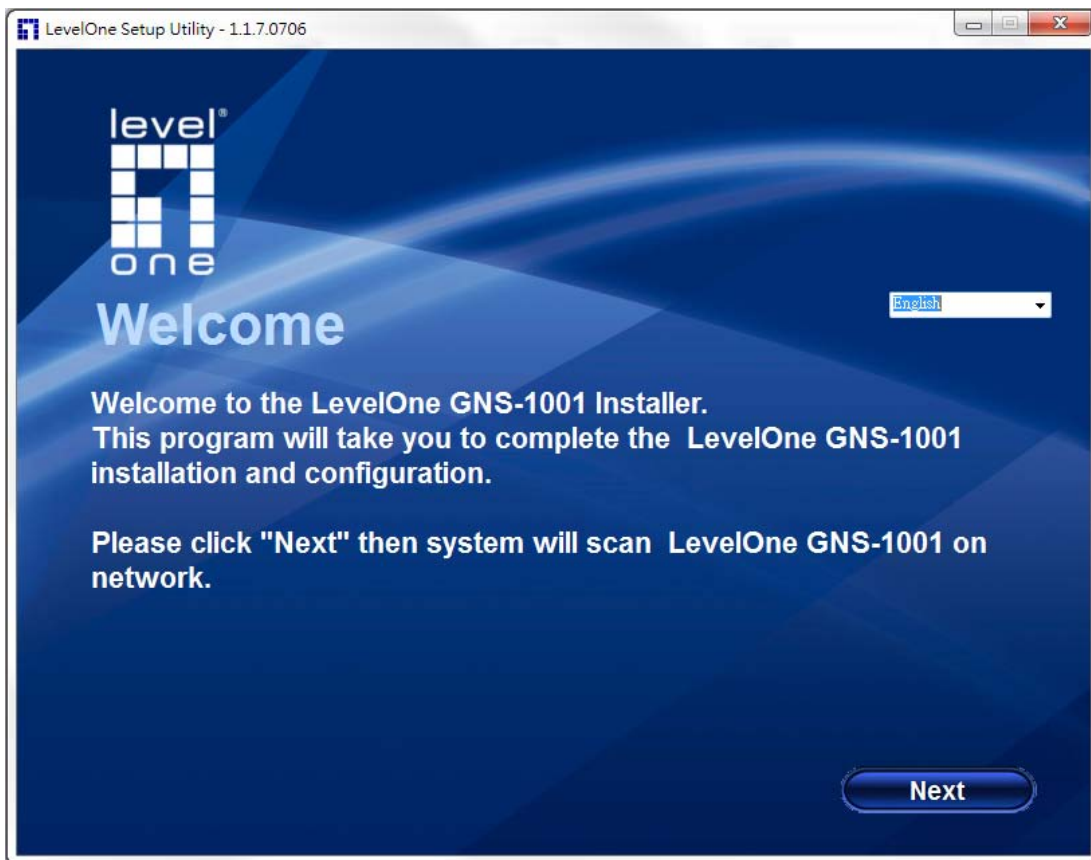 LevelOne Setup Utility - 1.1.7.0706
level®
one
Welcome
English
Welcome to the LevelOne GNS-1001 Installer.
This program will take you to complete the  LevelOne GNS-1001
installation and configuration.
Please click "Next" then system will scan  LevelOne GNS-1001 on
network.
Next